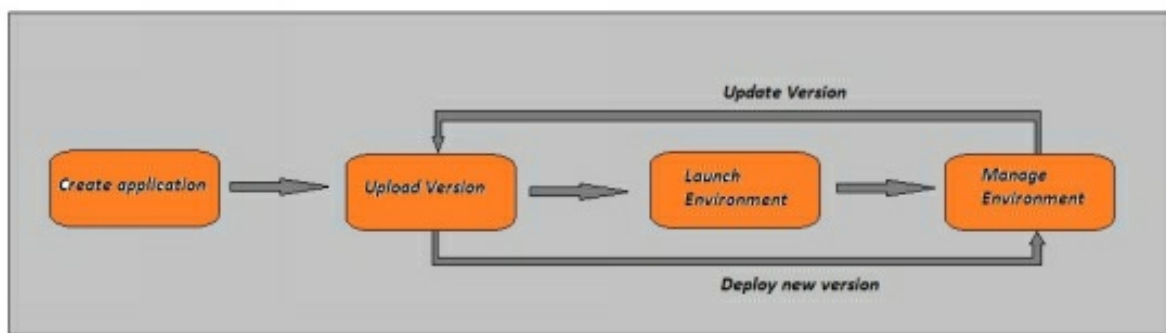 Update Version
Create application
Upload Version
Launch
Environment
Manage
Environment
Deploy new version